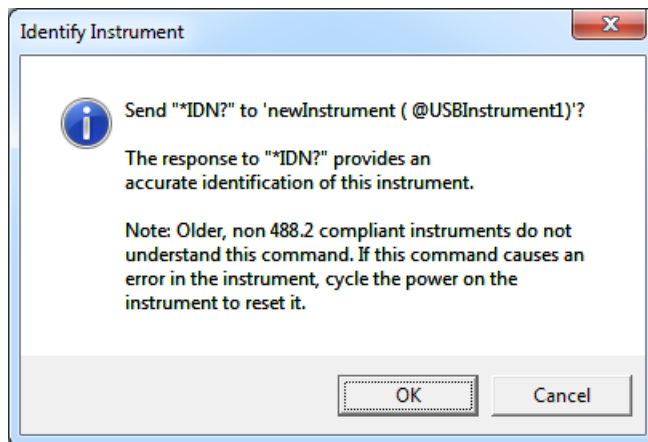 Identify Instrument
Send "*IDN?" to 'newInstrument ( @USBInstrument1)'?
The response to "*IDN?" provides an
accurate identification of this instrument.
Note: Older, non 488.2 compliant instruments do not
understand this command. If this command causes an
error in the instrument, cycle the power on the
instrument to reset it.
OK
Cancel